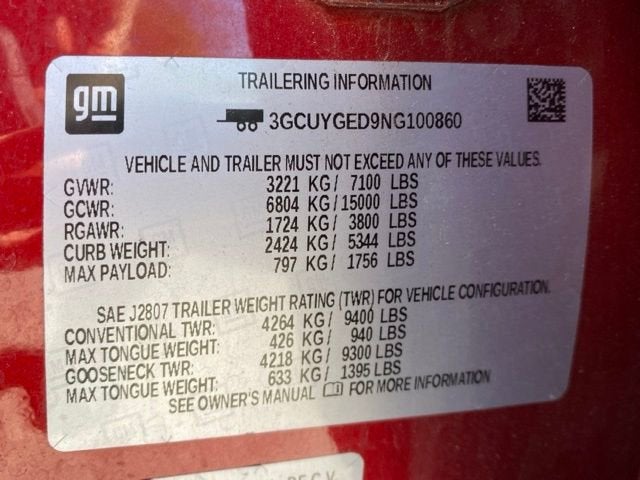 gm
TRAILERING INFORMATION
3GCUYGED9NG100860
VEHICLE AND TRAILER MUST NOT EXCEED ANY OF THESE VALUES.
GVWR: 3221 KG/ 7100 LBS
GCWR: 6804 KG/15000 LBS
RGAWR: 1724 KG/ 3800 LBS
CURB WEIGHT: 2424 KG/ 5344 LBS
MAX PAYLOAD: 797 KG/ 1756 LBS
SAE J2807 TRAILER WEIGHT RATING (TWR) FOR VEHICLE CONFIGURATION.
CONVENTIONAL TWR: 4264 KG/ 9400 LBS
MAX TONGUE WEIGHT: 426 KG/ 940 LBS
GOOSENECK TWR: 4218 KG/ 9300 LBS
MAX TONGUE WEIGHT: 633 KG/ 1395 LBS
SEE OWNER'S MANUAL FOR MORE INFORMATION